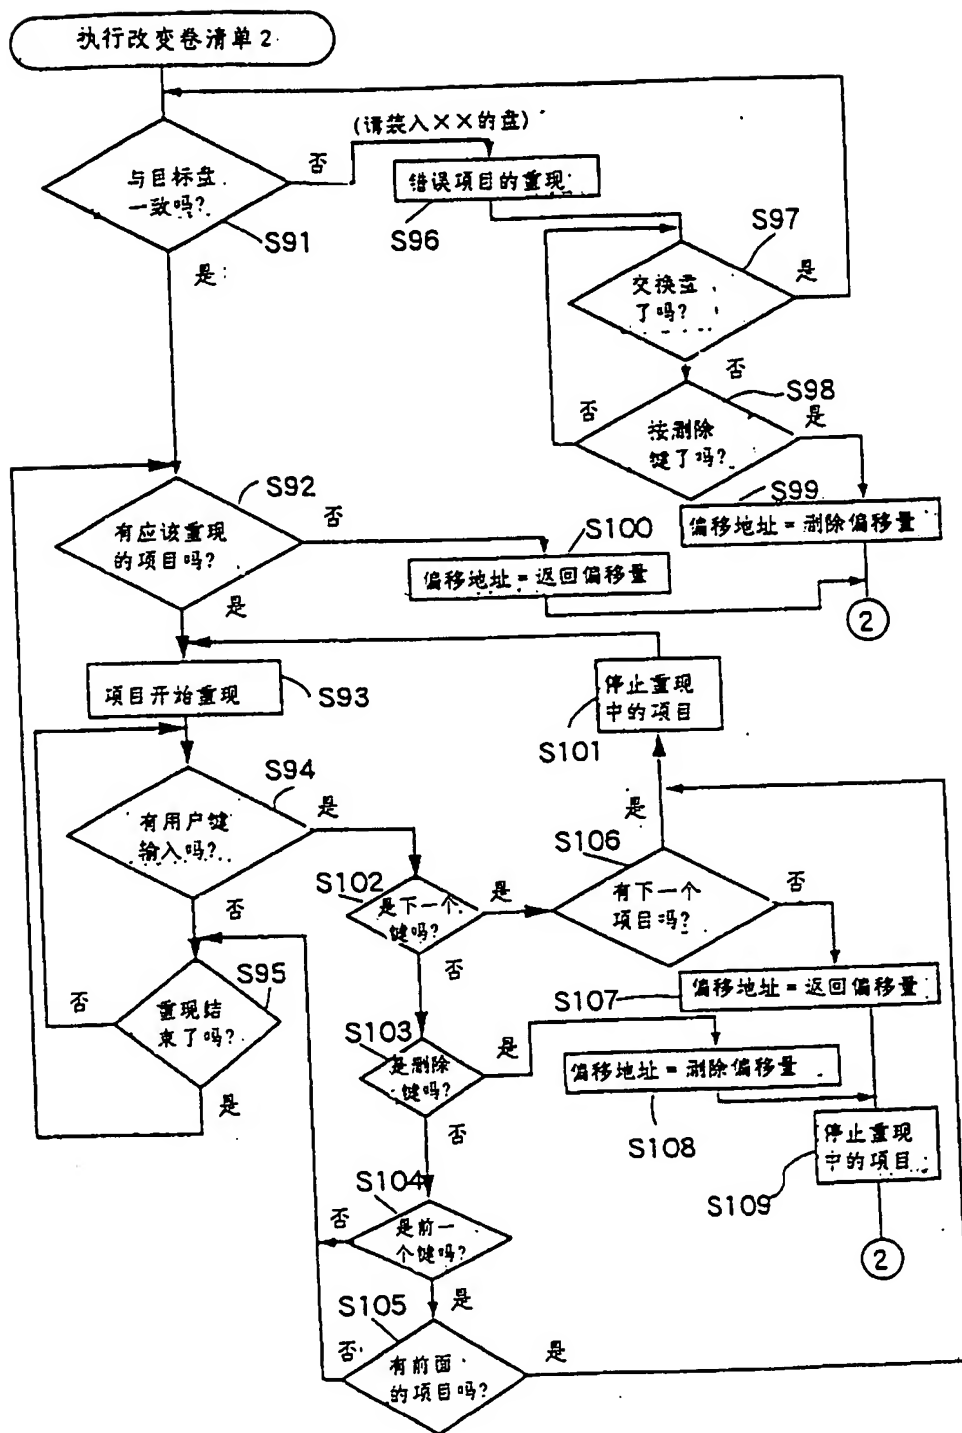 执行改变卷清单2
(请装入××的盘)
否
错误项目的重现
与目标盘
一致吗?
S96
S91
S97
是
是
交换盘
了吗?
否
S98
否
是
按删除
键了吗?
S99
S92
偏移地址=删除偏移量
否
S100
有应该重现
的项目吗?
偏移地址=返回偏移量
是
2
项目开始重现
S93
停止重现
中的项目
S101
S94
是
是
有用户键
输入吗?
S106
S102
是
有下一个
项目吗?
否
是下一个
键吗?
否
否
S95
否
偏移地址=返回偏移量
S107
重现结
束了吗?
S103
是
是删除
键吗?
偏移地址=删除偏移量
是
否
S108
停止重现
中的项目
S104
S109
否
是前一
个键吗?
2
是
S105
否
是
有前面
的项目吗?